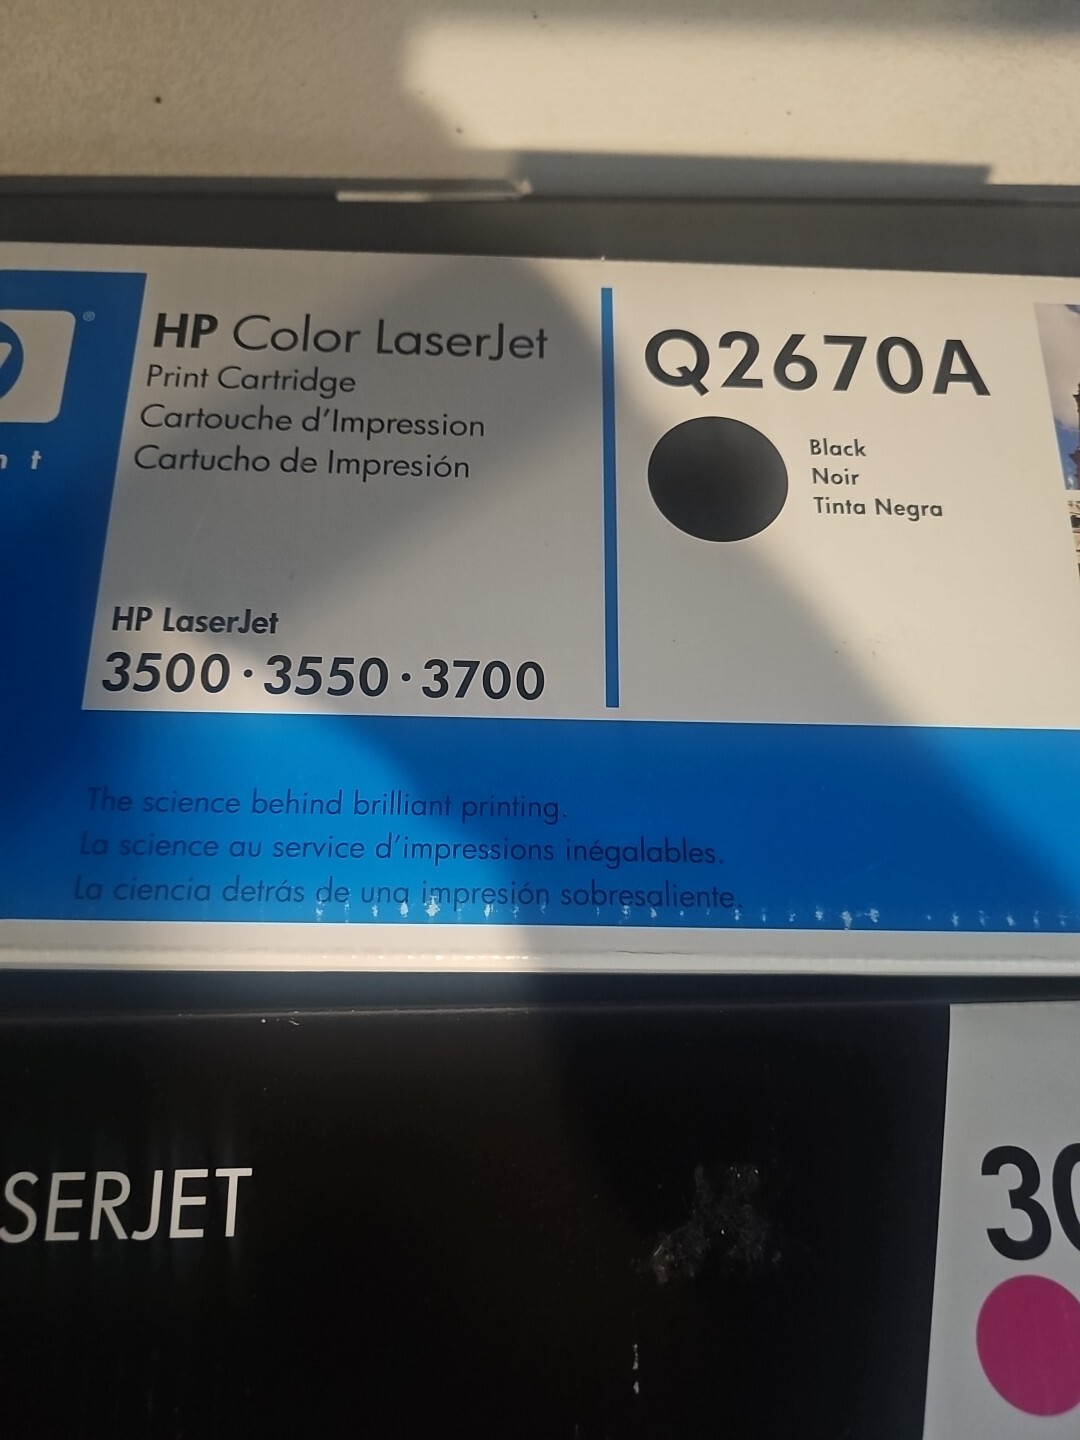 HP Color LaserJet
Print Cartridge
Cartouche d'Impression
Cartucho de Impresión
HP LaserJet
3500 · 3550 · 3700
Q2670A
Black
Noir
Tinta Negra
The science behind brilliant printing.
La science au service d'impressions inégalables.
La ciencia detrás de una impresión sobresaliente.
SERJET